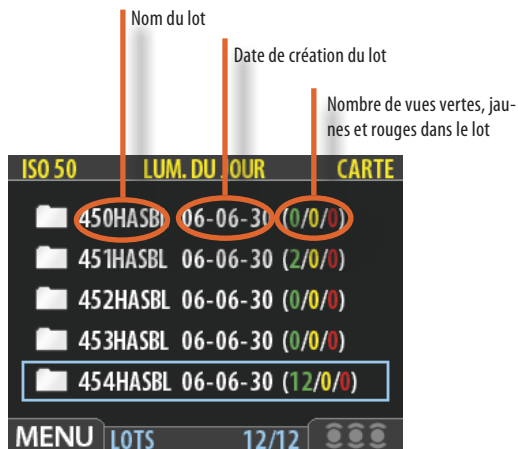 Nom du lot
Date de création du lot
Nombre de vues vertes, jau-
nes et rouges dans le lot
ISO 50 LUM. DU JOUR CARTE
450HASBL 06-06-30 (0/0/0)
451HASBL 06-06-30 (2/0/0)
452HASBL 06-06-30 (0/0/0)
453HASBL 06-06-30 (0/0/0)
454HASBL 06-06-30 (12/0/0)
MENU LOTS 12/12